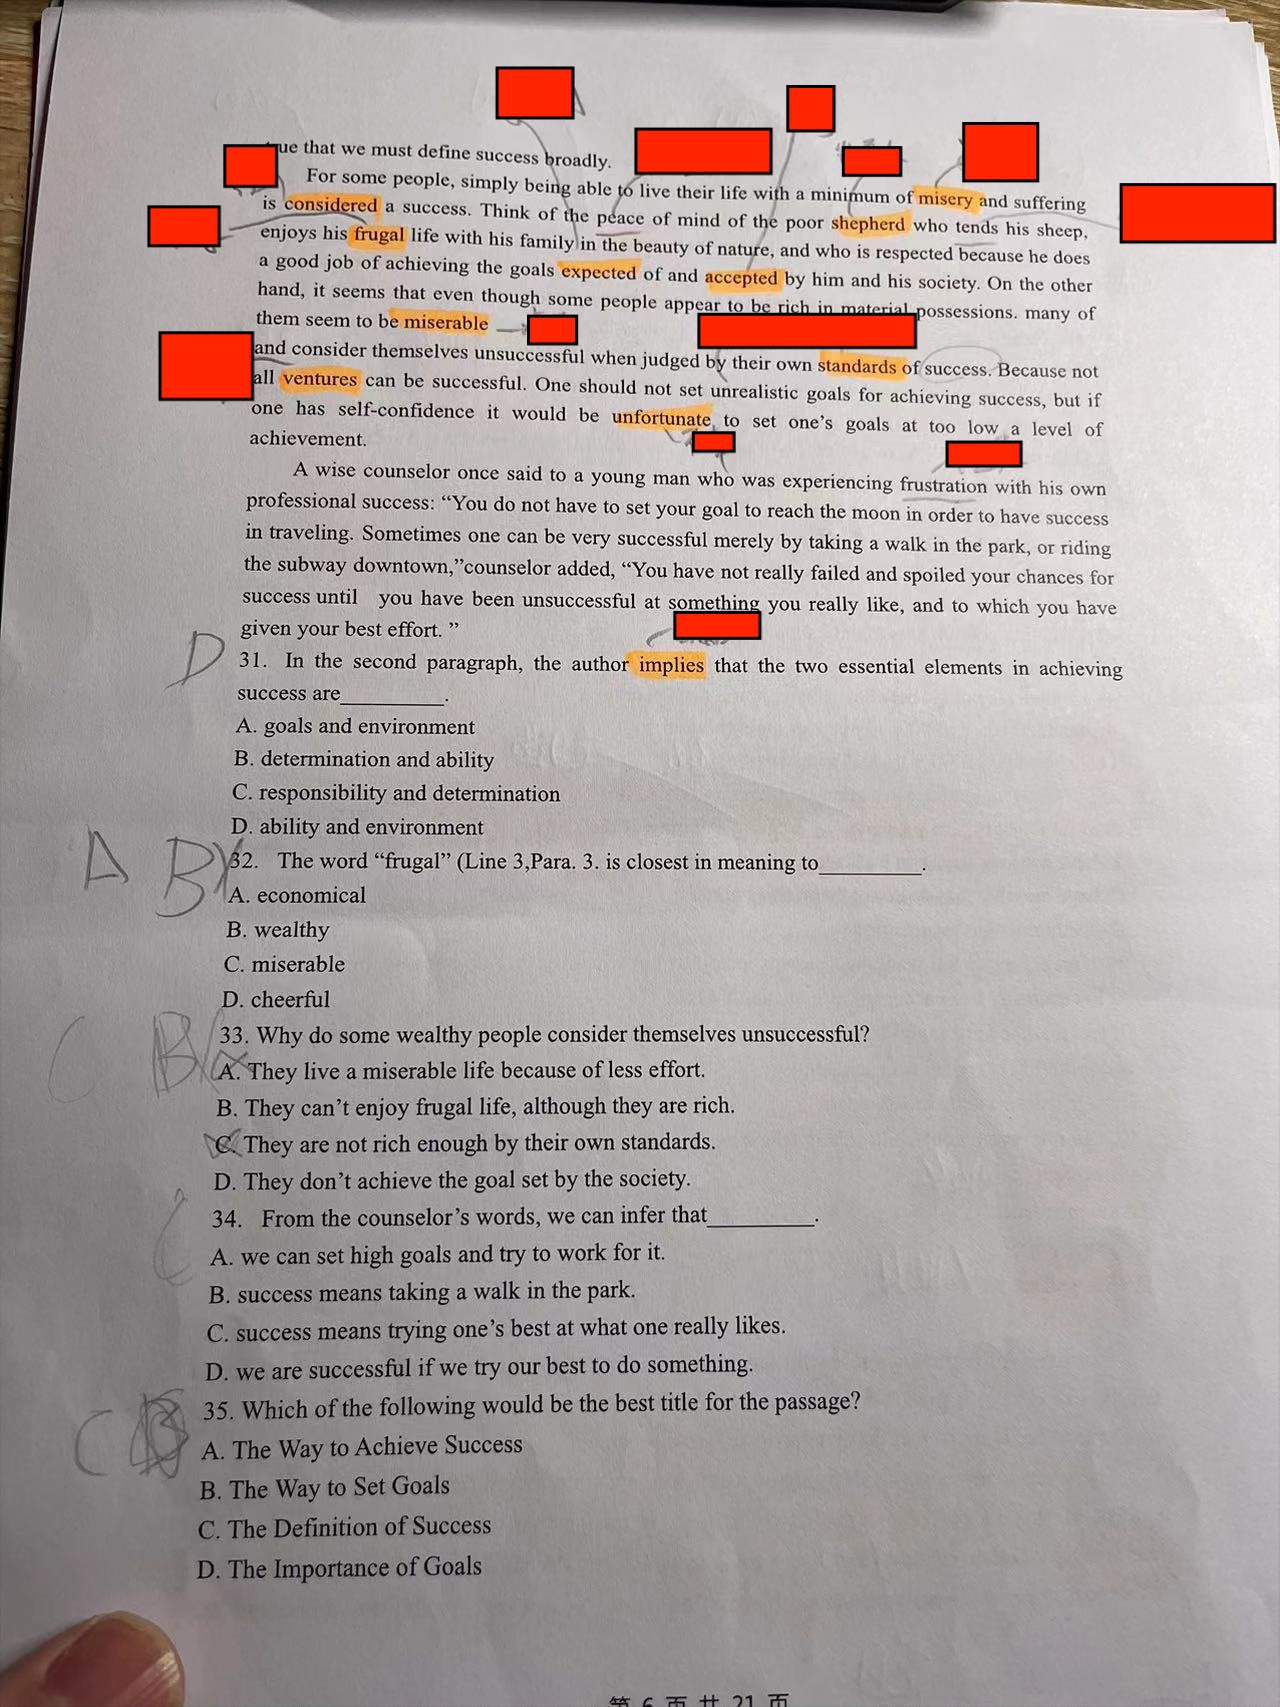 ue that we must define success broadly.
For some people, simply being able to live their life with a minimum of misery and suffering
is considered a success. Think of the peace of mind of the poor shepherd who tends his sheep,
enjoys his frugal life with his family in the beauty of nature, and who is respected because he does
a good job of achieving the goals expected of and accepted by him and his society. On the other
hand, it seems that even though some people appear to be rich in material possessions. many of
them seem to be miserable
and consider themselves unsuccessful when judged by their own standards of success. Because not
all ventures can be successful. One should not set unrealistic goals for achieving success, but if
one has self-confidence it would be unfortunate to set one's goals at too low a level of
achievement.
A wise counselor once said to a young man who was experiencing frustration with his own
professional success: “You do not have to set your goal to reach the moon in order to have success
in traveling. Sometimes one can be very successful merely by taking a walk in the park, or riding
the subway downtown,”counselor added, “You have not really failed and spoiled your chances for
success until you have been unsuccessful at something you really like, and to which you have
given your best effort. ”
D
31. In the second paragraph, the author implies that the two essential elements in achieving
success are_________.
A. goals and environment
B. determination and ability
C. responsibility and determination
D. ability and environment
A B
32. The word “frugal” (Line 3,Para. 3. is closest in meaning to_________.
A. economical
B. wealthy
C. miserable
D. cheerful
C B
33. Why do some wealthy people consider themselves unsuccessful?
A. They live a miserable life because of less effort.
B. They can't enjoy frugal life, although they are rich.
C. They are not rich enough by their own standards.
D. They don't achieve the goal set by the society.
C
34. From the counselor's words, we can infer that_________.
A. we can set high goals and try to work for it.
B. success means taking a walk in the park.
C. success means trying one's best at what one really likes.
D. we are successful if we try our best to do something.
C
35. Which of the following would be the best title for the passage?
A. The Way to Achieve Success
B. The Way to Set Goals
C. The Definition of Success
D. The Importance of Goals
第 6 页 共 21 页